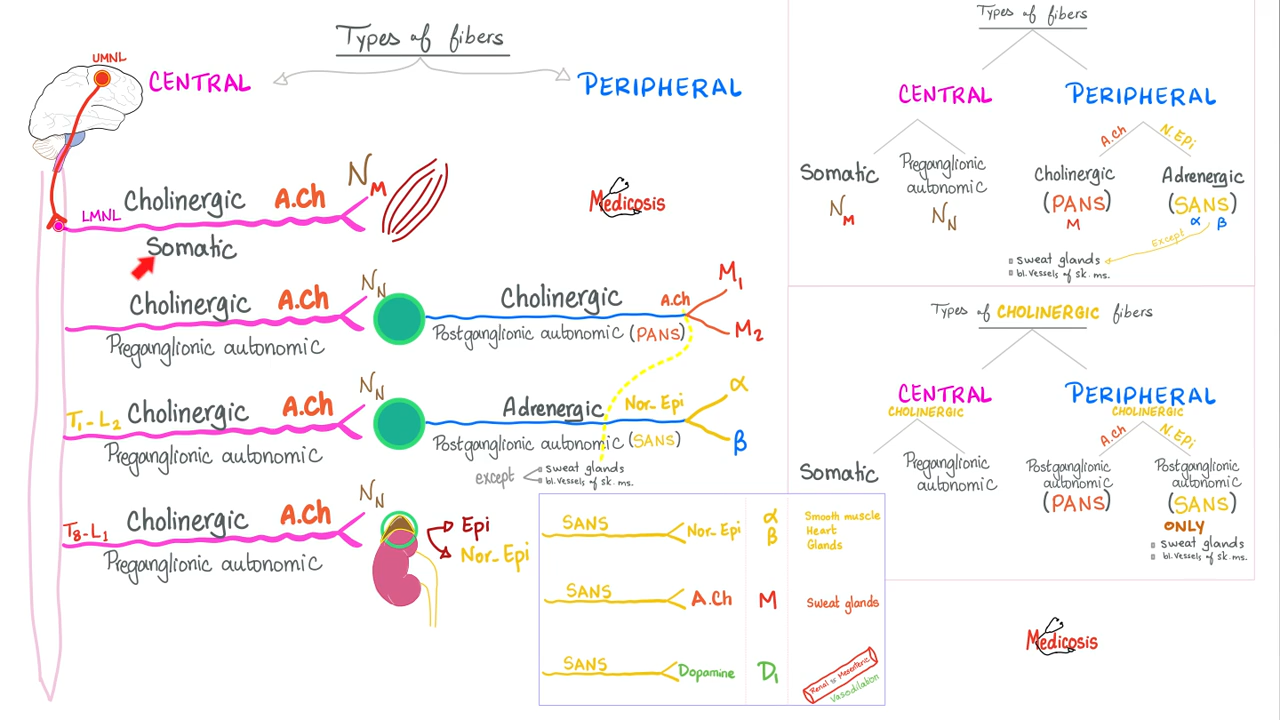 Types of fibers
UMNL
CENTRAL
PERIPHERAL
LMNL
Cholinergic A.Ch
NM
Somatic
Medicosis
Cholinergic A.Ch
NN
Preganglionic autonomic
Cholinergic A.Ch
Postganglionic autonomic (PANS)
M1
M2
T1-L2 Cholinergic A.Ch
NN
Preganglionic autonomic
Adrenergic Nor-Epi
Postganglionic autonomic (SANS)
α
β
except
sweat glands
bl. vessels of sk. ms.
T8-L1 Cholinergic A.Ch
NN
Preganglionic autonomic
Epi
Nor-Epi
SANS Nor-Epi α β
Smooth muscle
Heart
Glands
SANS A.Ch M Sweat glands
SANS Dopamine D1
Renal & Mesenteric
Vasodilation
Types of fibers
CENTRAL PERIPHERAL
A.Ch N.Epi
Somatic
NM
Preganglionic
autonomic
NN
Cholinergic
(PANS)
M
Adrenergic
(SANS)
α β
Except
sweat glands
bl. vessels of sk. ms.
Types of CHOLINERGIC fibers
CENTRAL
CHOLINERGIC
PERIPHERAL
CHOLINERGIC
A.Ch N.Epi
Somatic
Preganglionic
autonomic
Postganglionic
autonomic
(PANS)
Postganglionic
autonomic
(SANS)
ONLY
sweat glands
bl. vessels of sk. ms.
Medicosis